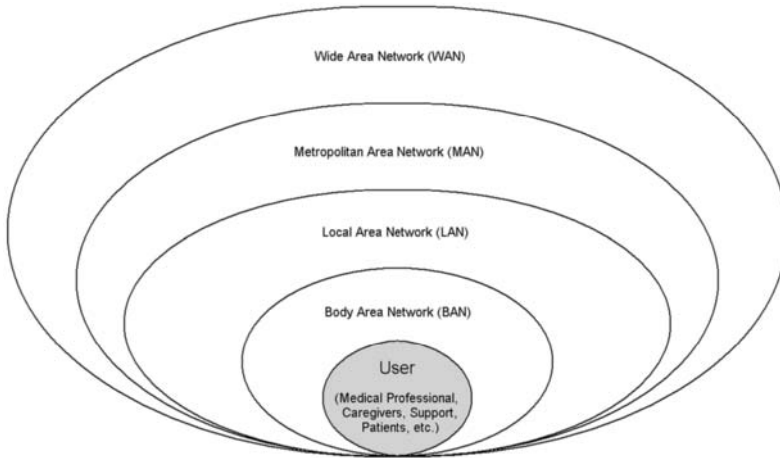 Wide Area Network (WAN)
Metropolitan Area Network (MAN)
Local Area Network (LAN)
Body Area Network (BAN)
User
(Medical Professional,
Caregivers, Support,
Patients, etc.)